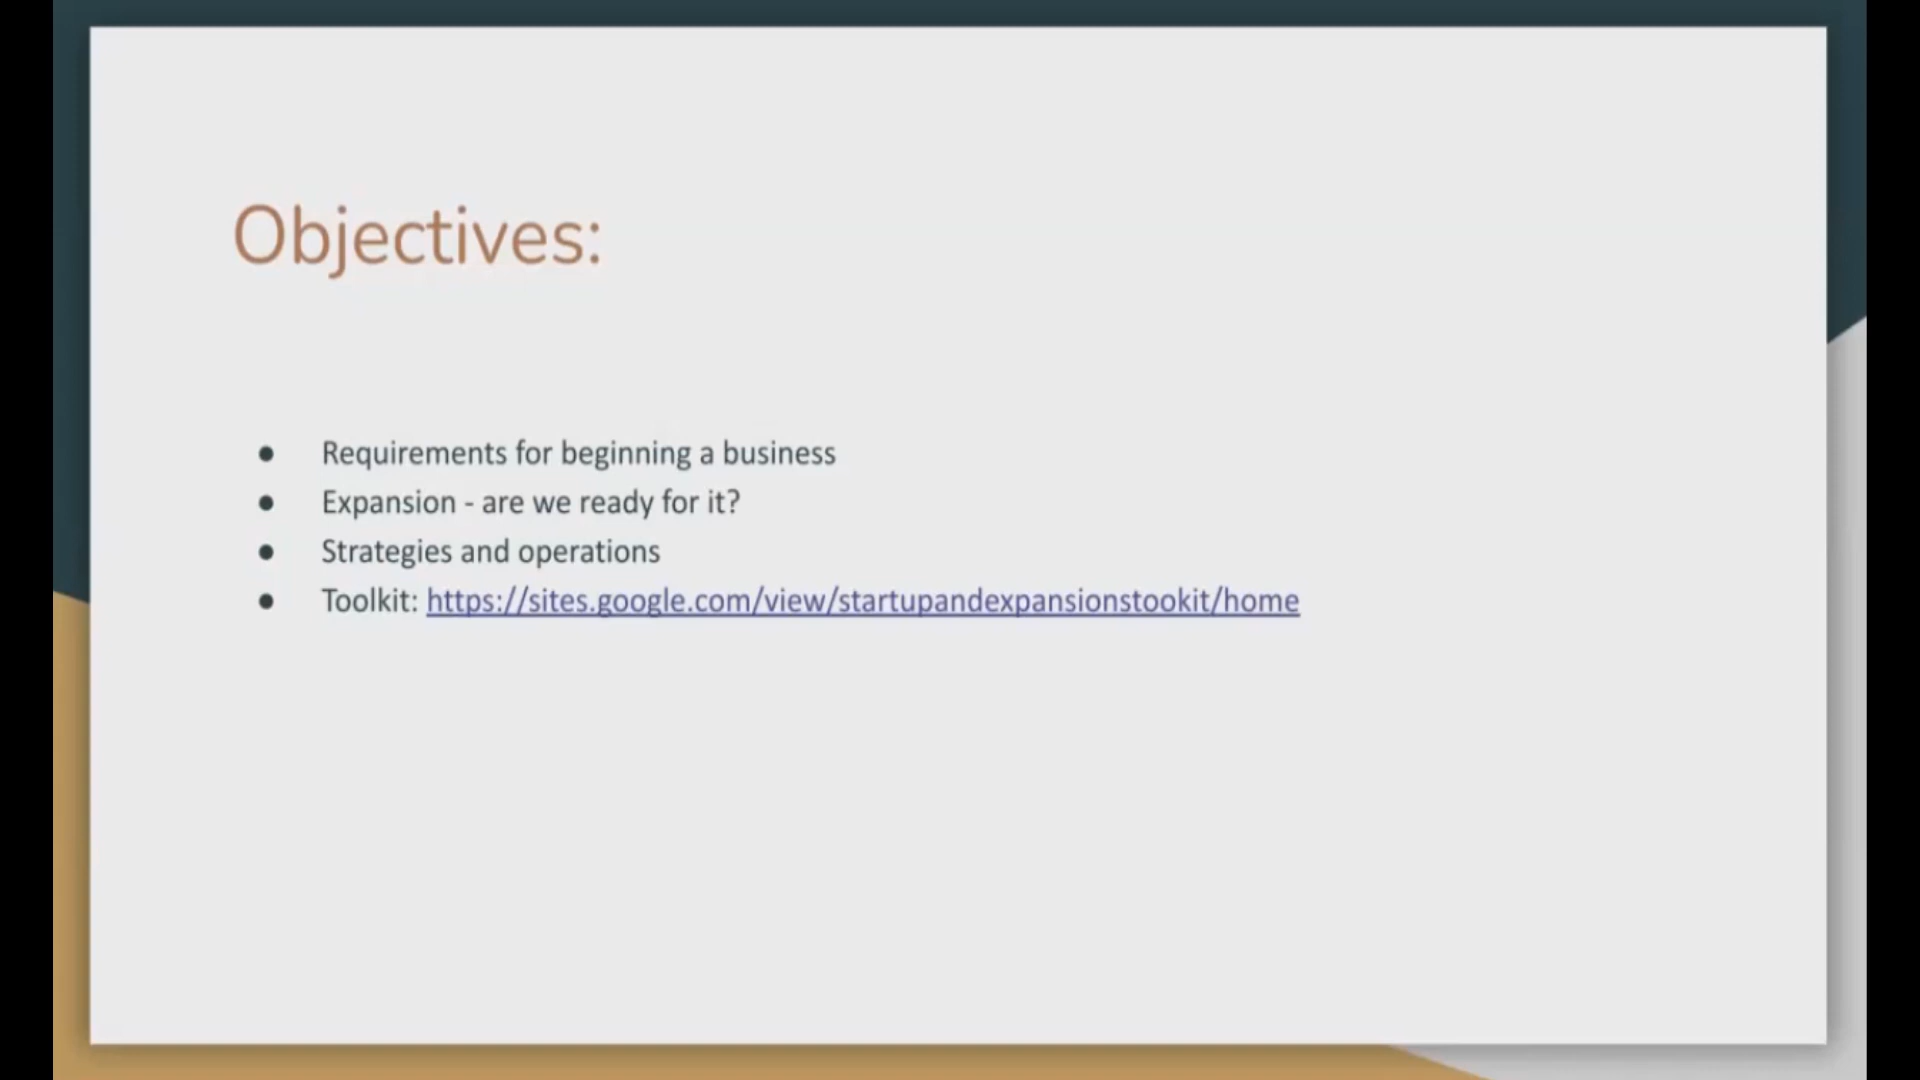 Objectives:
● Requirements for beginning a business
● Expansion - are we ready for it?
● Strategies and operations
● Toolkit: https://sites.google.com/view/startupandexpansionstookit/home